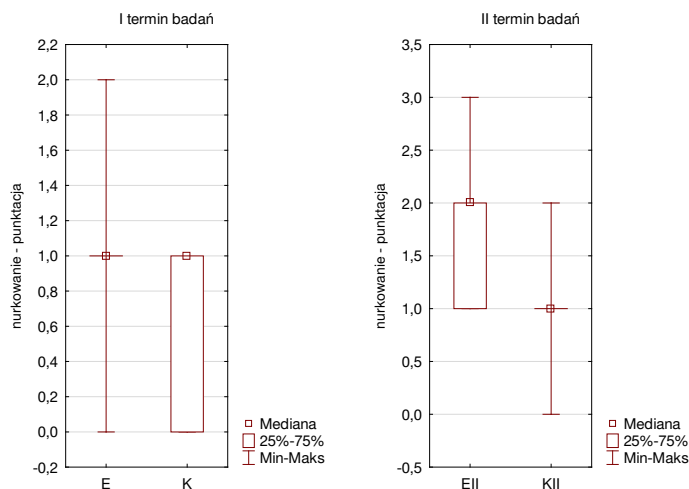 I termin badań
nurkowanie - punktacja
2,2
2,0
1,8
1,6
1,4
1,2
1,0
0,8
0,6
0,4
0,2
0,0
-0,2
E K
Mediana
25%-75%
Min-Maks
II termin badań
nurkowanie - punktacja
3,5
3,0
2,5
2,0
1,5
1,0
0,5
0,0
-0,5
EII KII
Mediana
25%-75%
Min-Maks